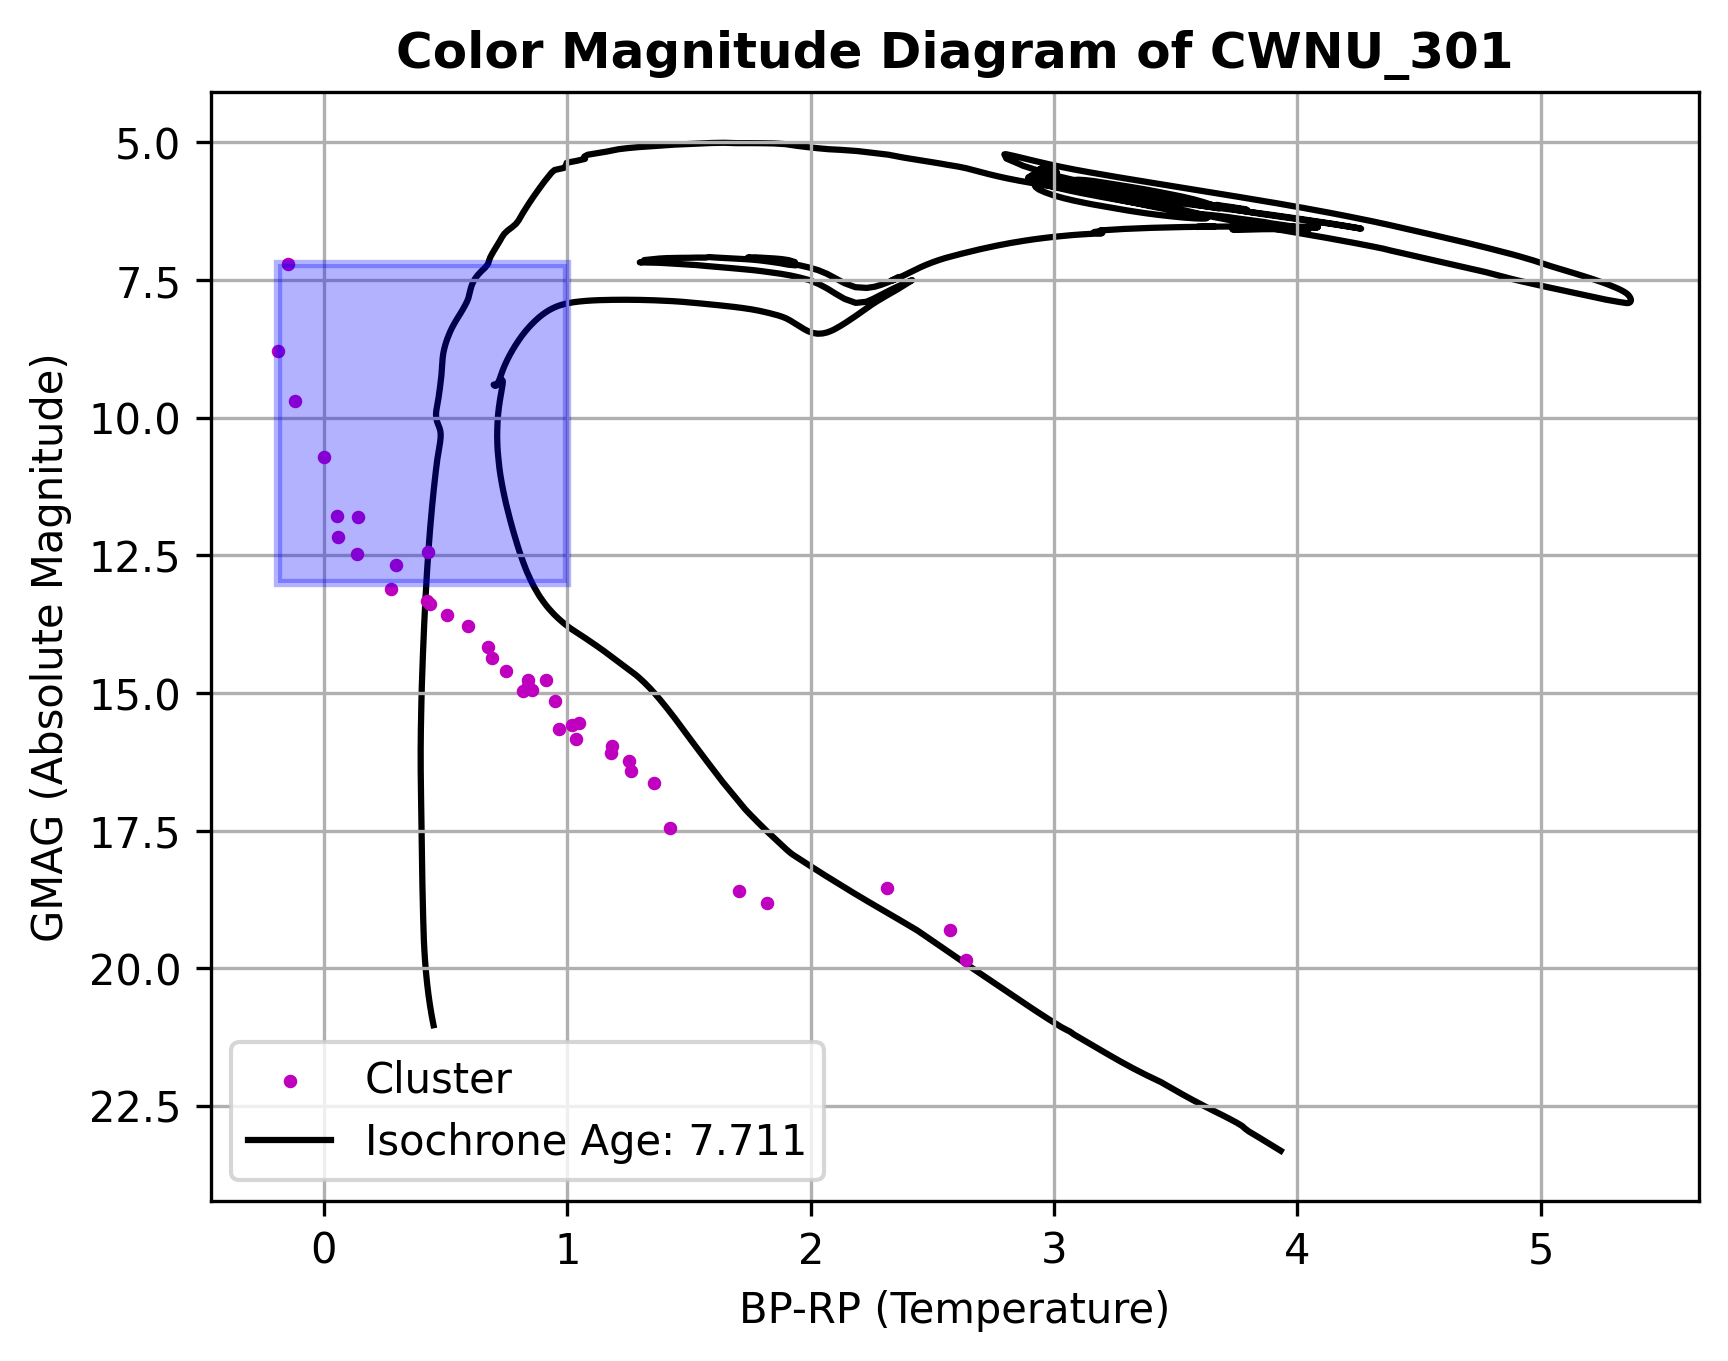 Color Magnitude Diagram of CWNU_301
GMAG (Absolute Magnitude)
5.0
7.5
10.0
12.5
15.0
17.5
20.0
22.5
Cluster
Isochrone Age: 7.711
0 1 2 3 4 5
BP-RP (Temperature)